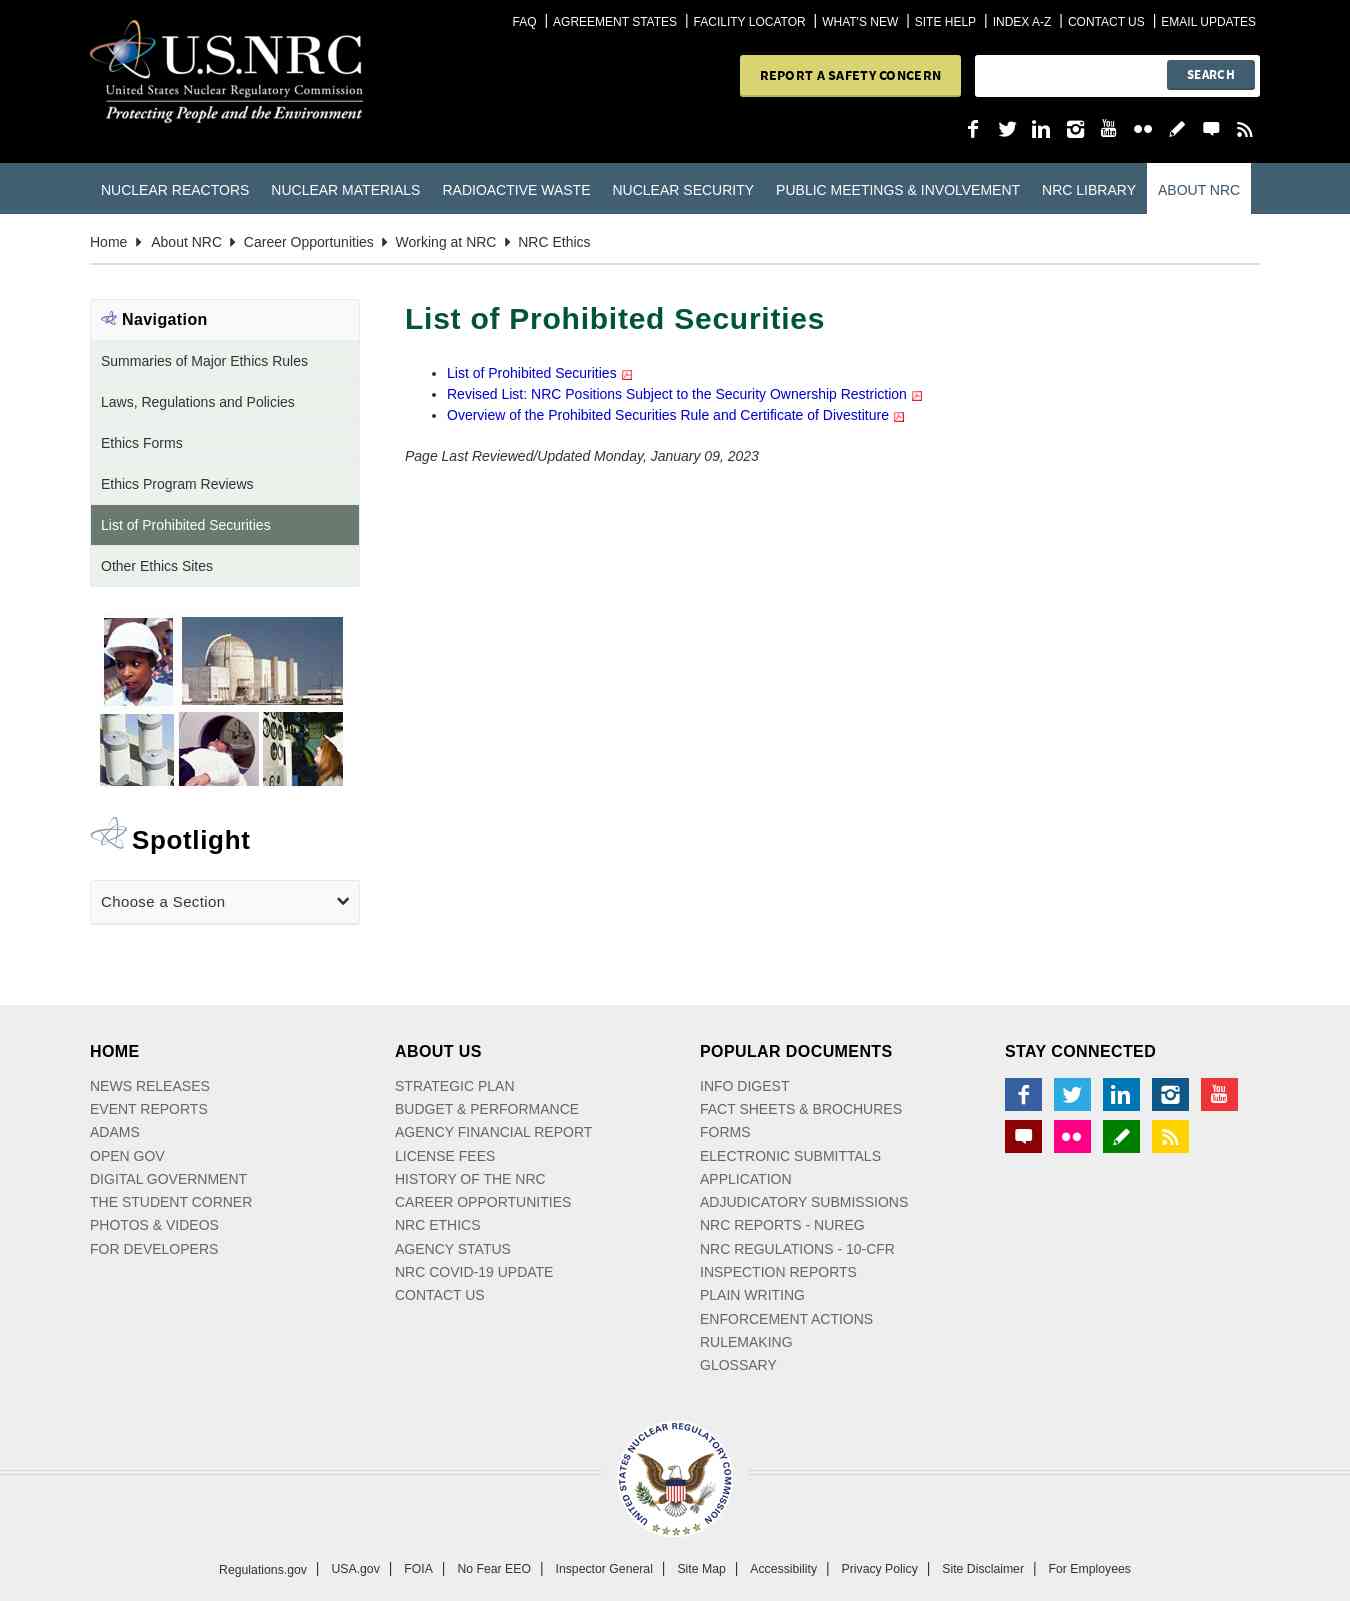 FAQ | AGREEMENT STATES | FACILITY LOCATOR | WHAT'S NEW | SITE HELP | INDEX A-Z | CONTACT US | EMAIL UPDATES
U.S.NRC
United States Nuclear Regulatory Commission
Protecting People and the Environment
REPORT A SAFETY CONCERN
SEARCH
NUCLEAR REACTORS NUCLEAR MATERIALS RADIOACTIVE WASTE NUCLEAR SECURITY PUBLIC MEETINGS & INVOLVEMENT NRC LIBRARY ABOUT NRC
Home About NRC Career Opportunities Working at NRC NRC Ethics
Navigation
Summaries of Major Ethics Rules
Laws, Regulations and Policies
Ethics Forms
Ethics Program Reviews
List of Prohibited Securities
Other Ethics Sites
List of Prohibited Securities
• List of Prohibited Securities
• Revised List: NRC Positions Subject to the Security Ownership Restriction
• Overview of the Prohibited Securities Rule and Certificate of Divestiture
Page Last Reviewed/Updated Monday, January 09, 2023
Spotlight
Choose a Section
HOME
NEWS RELEASES
EVENT REPORTS
ADAMS
OPEN GOV
DIGITAL GOVERNMENT
THE STUDENT CORNER
PHOTOS & VIDEOS
FOR DEVELOPERS
ABOUT US
STRATEGIC PLAN
BUDGET & PERFORMANCE
AGENCY FINANCIAL REPORT
LICENSE FEES
HISTORY OF THE NRC
CAREER OPPORTUNITIES
NRC ETHICS
AGENCY STATUS
NRC COVID-19 UPDATE
CONTACT US
POPULAR DOCUMENTS
INFO DIGEST
FACT SHEETS & BROCHURES
FORMS
ELECTRONIC SUBMITTALS
APPLICATION
ADJUDICATORY SUBMISSIONS
NRC REPORTS - NUREG
NRC REGULATIONS - 10-CFR
INSPECTION REPORTS
PLAIN WRITING
ENFORCEMENT ACTIONS
RULEMAKING
GLOSSARY
STAY CONNECTED
You Tube
UNITED STATES NUCLEAR REGULATORY COMMISSION
Regulations.gov | USA.gov | FOIA | No Fear EEO | Inspector General | Site Map | Accessibility | Privacy Policy | Site Disclaimer | For Employees